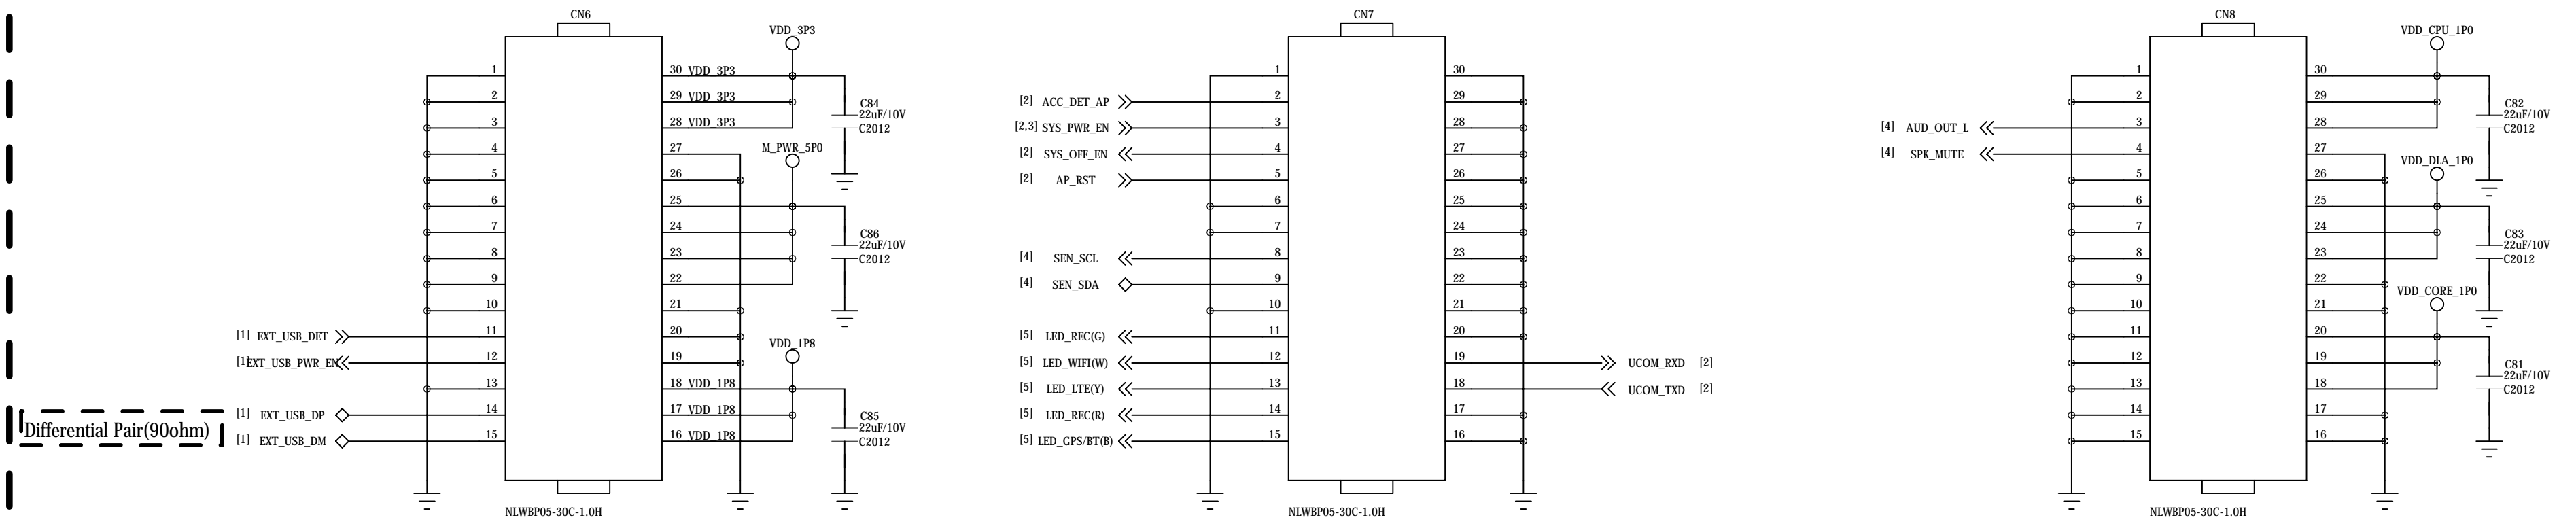 CN6
VDD_3P3
1
2
3
4
5
6
7
8
9
10
11
12
13
14
15
30 VDD_3P3
29 VDD_3P3
28 VDD_3P3
27
26
25
24
23
22
21
20
19
18 VDD_1P8
17 VDD_1P8
16 VDD_1P8
C84
22uF/10V
C2012
M_PWR_5P0
C86
22uF/10V
C2012
VDD_1P8
C85
22uF/10V
C2012
[1] EXT_USB_DET
[1]EXT_USB_PWR_EN
[1] EXT_USB_DP
[1] EXT_USB_DM
Differential Pair(90ohm)
NLWBP05-30C-1.0H
CN7
[2] ACC_DET_AP
[2,3] SYS_PWR_EN
[2] SYS_OFF_EN
[2] AP_RST
[4] SEN_SCL
[4] SEN_SDA
[5] LED_REC(G)
[5] LED_WIFI(W)
[5] LED_LTE(Y)
[5] LED_REC(R)
[5] LED_GPS/BT(B)
1
2
3
4
5
6
7
8
9
10
11
12
13
14
15
30
29
28
27
26
25
24
23
22
21
20
19
18
17
16
UCOM_RXD [2]
UCOM_TXD [2]
NLWBP05-30C-1.0H
CN8
[4] AUD_OUT_L
[4] SPK_MUTE
1
2
3
4
5
6
7
8
9
10
11
12
13
14
15
30
29
28
27
26
25
24
23
22
21
20
19
18
17
16
VDD_CPU_1P0
C82
22uF/10V
C2012
VDD_DLA_1P0
C83
22uF/10V
C2012
VDD_CORE_1P0
C81
22uF/10V
C2012
NLWBP05-30C-1.0H